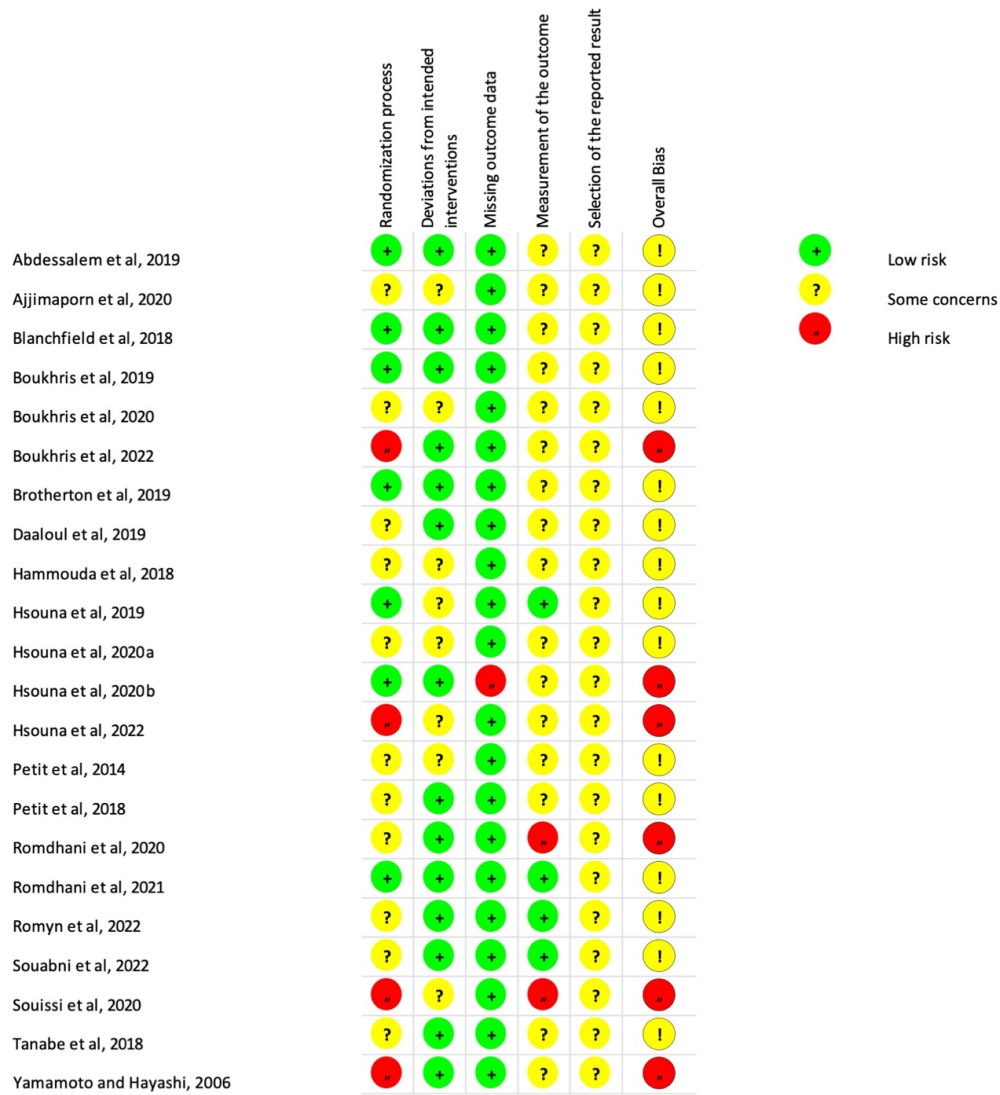 Randomization process
Deviations from intended
interventions
Missing outcome data
Measurement of the outcome
Selection of the reported result
Overall Bias
Abdessalem et al, 2019 + + + ? ? !
+ Low risk
Ajjimaporn et al, 2020 ? ? + ? ? !
? Some concerns
Blanchfield et al, 2018 + + + ? ? !
„ High risk
Boukhris et al, 2019 + + + ? ? !
Boukhris et al, 2020 ? ? + ? ? !
Boukhris et al, 2022 „ + + ? ? „
Brotherton et al, 2019 + + + ? ? !
Daaloul et al, 2019 ? + + ? ? !
Hammouda et al, 2018 ? ? + ? ? !
Hsouna et al, 2019 + ? + + ? !
Hsouna et al, 2020a ? ? + ? ? !
Hsouna et al, 2020b + + „ ? ? „
Hsouna et al, 2022 „ ? + ? ? „
Petit et al, 2014 ? ? + ? ? !
Petit et al, 2018 ? + + ? ? !
Romdhani et al, 2020 ? + + „ ? „
Romdhani et al, 2021 + + + + ? !
Romyn et al, 2022 ? + + + ? !
Souabni et al, 2022 ? + + + ? !
Souissi et al, 2020 „ ? + „ ? „
Tanabe et al, 2018 ? + + ? ? !
Yamamoto and Hayashi, 2006 „ + + ? ? „